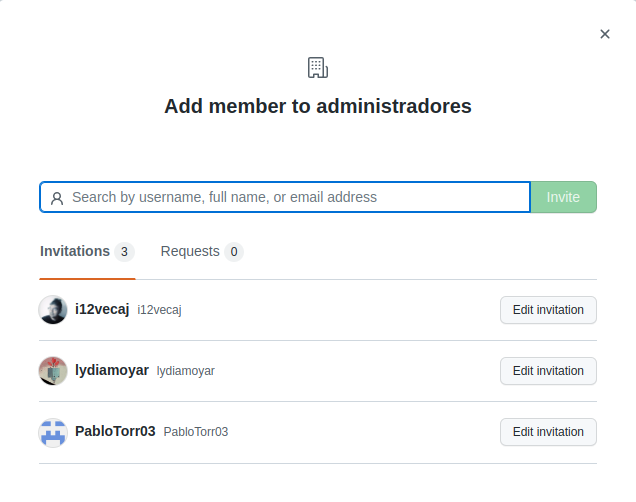 Add member to administradores
Search by username, full name, or email address Invite
Invitations 3 Requests 0
i12vecaj i12vecaj Edit invitation
lydiamoyar lydiamoyar Edit invitation
PabloTorr03 PabloTorr03 Edit invitation